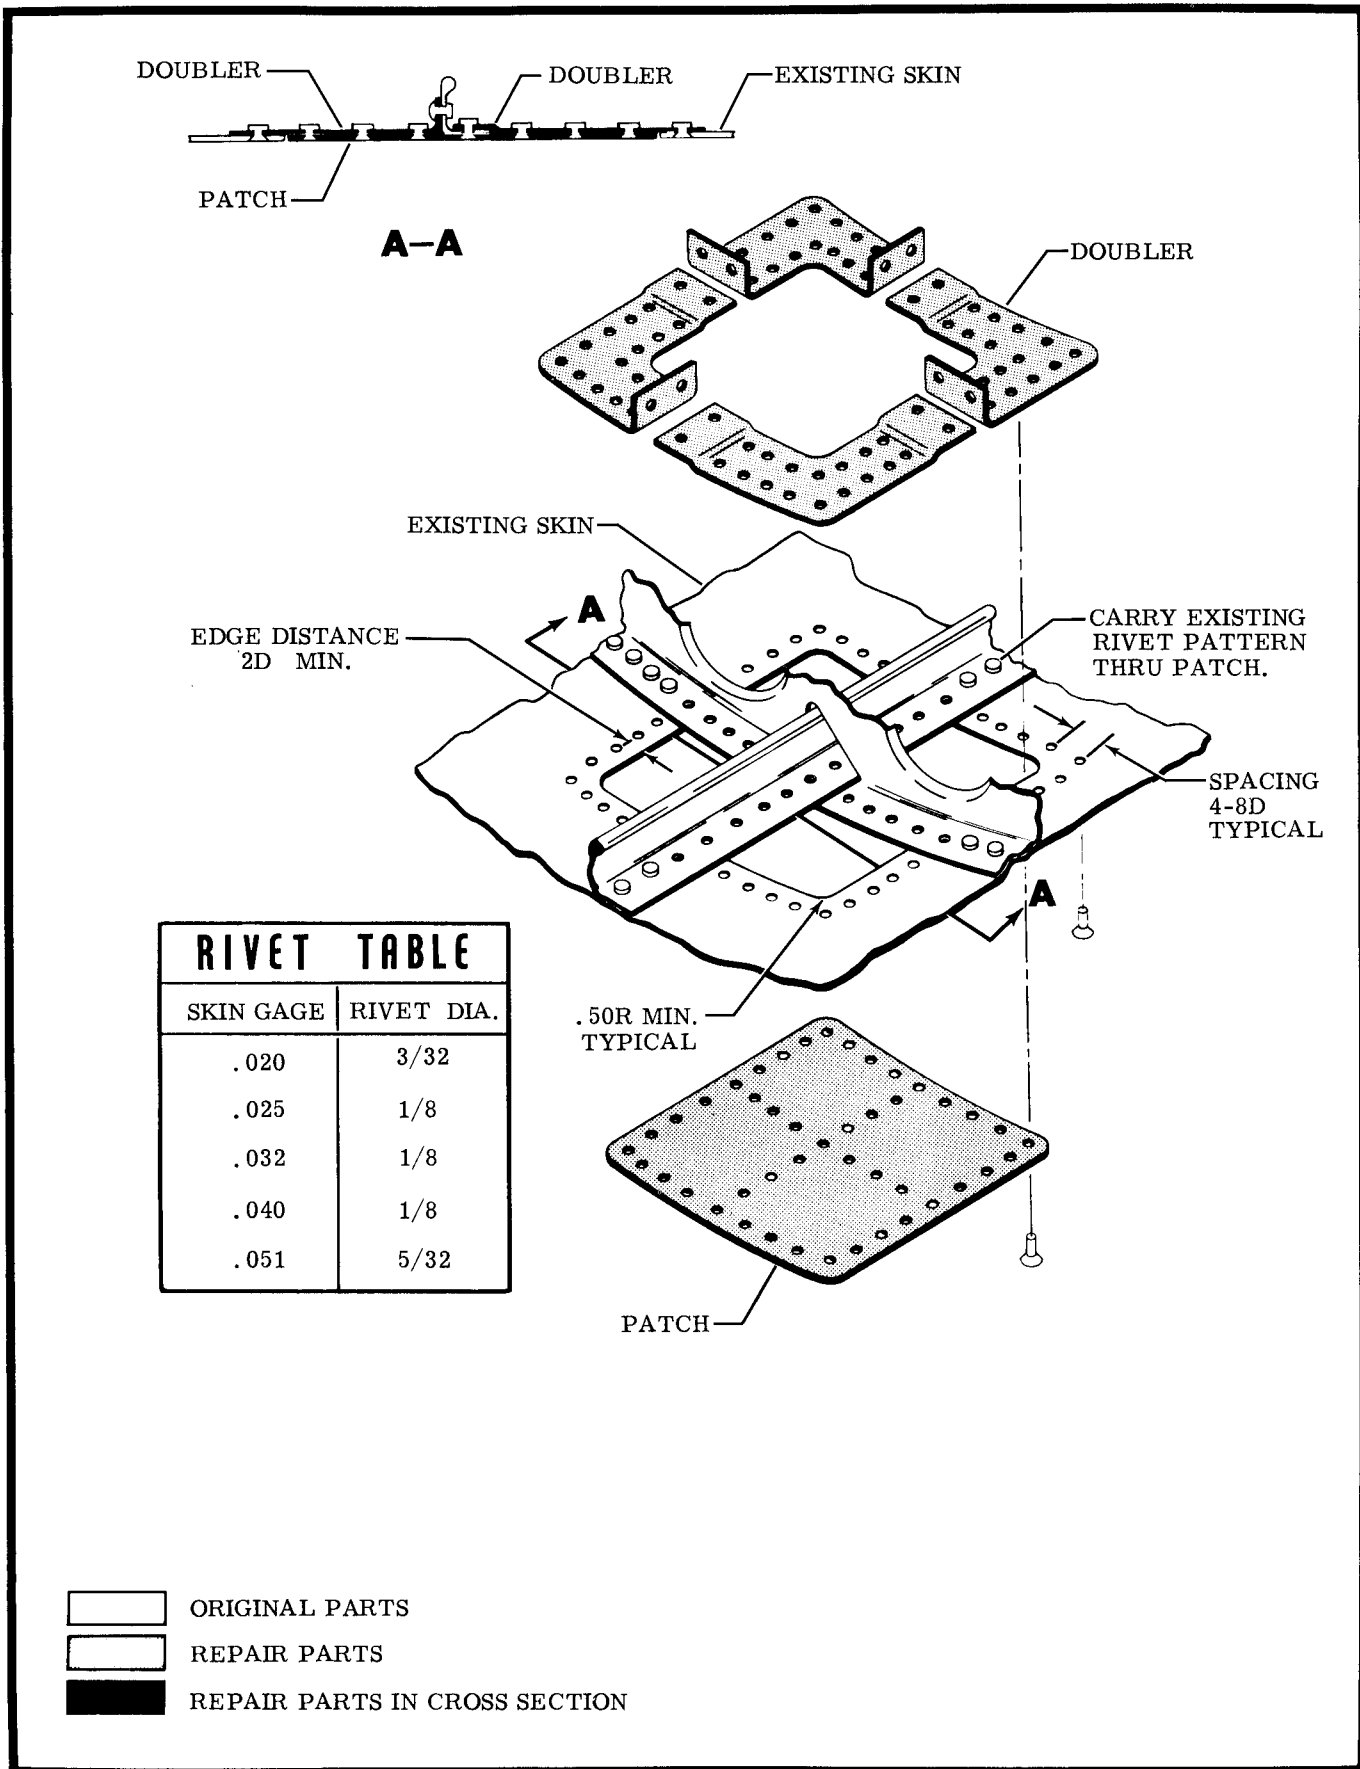 DOUBLER
DOUBLER
EXISTING SKIN
PATCH
A-A
DOUBLER
EXISTING SKIN
A
EDGE DISTANCE
2D MIN.
CARRY EXISTING
RIVET PATTERN
THRU PATCH.
SPACING
4-8D
TYPICAL
A
.50R MIN.
TYPICAL
RIVET TABLE
SKIN GAGE RIVET DIA.
.020 3/32
.025 1/8
.032 1/8
.040 1/8
.051 5/32
PATCH
ORIGINAL PARTS
REPAIR PARTS
REPAIR PARTS IN CROSS SECTION